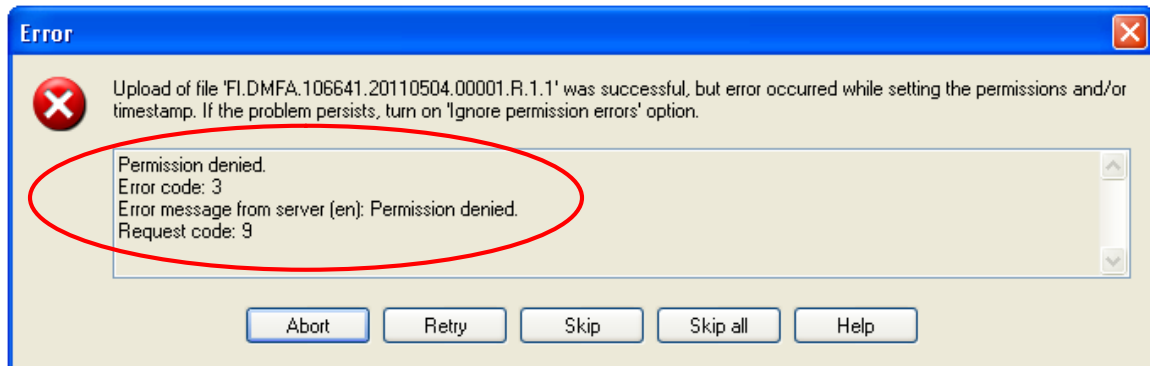 Error
Upload of file 'FI.DMFA.106641.20110504.00001.R.1.1' was successful, but error occurred while setting the permissions and/or
timestamp. If the problem persists, turn on 'Ignore permission errors' option.
Permission denied.
Error code: 3
Error message from server (en): Permission denied.
Request code: 9
Abort Retry Skip Skip all Help